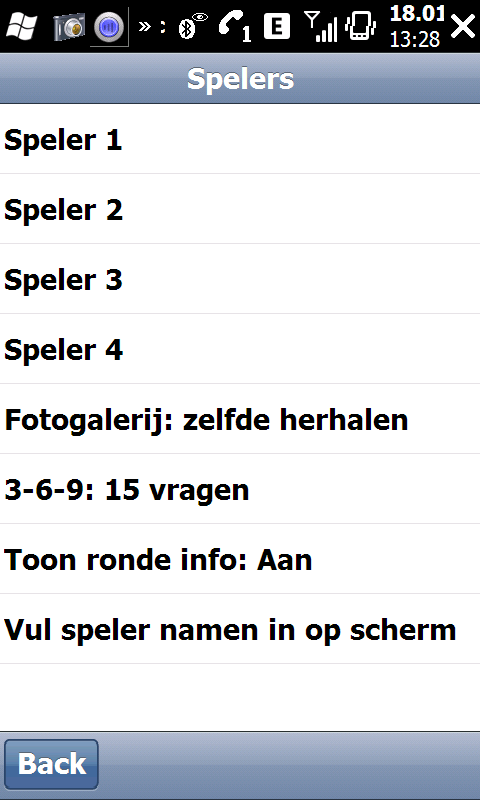 » :
1
E
18.01
13:28
Spelers
Speler 1
Speler 2
Speler 3
Speler 4
Fotogalerij: zelfde herhalen
3-6-9: 15 vragen
Toon ronde info: Aan
Vul speler namen in op scherm
Back